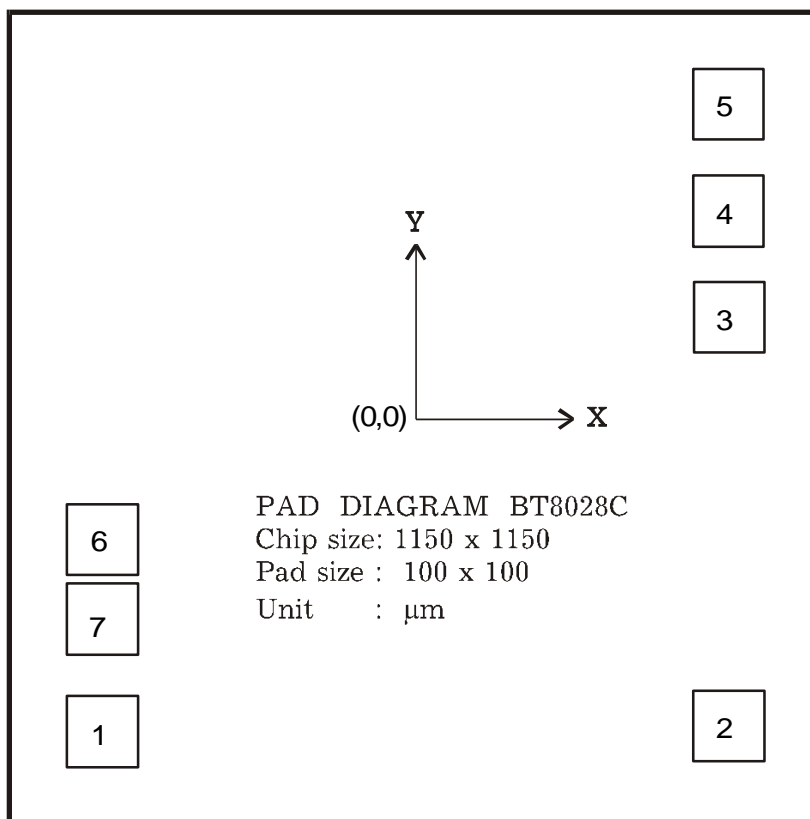 5
4
Y
3
(0,0)
X
PAD DIAGRAM BT8028C
6
Chip size: 1150 x 1150
Pad size : 100 x 100
Unit : μm
7
1
2